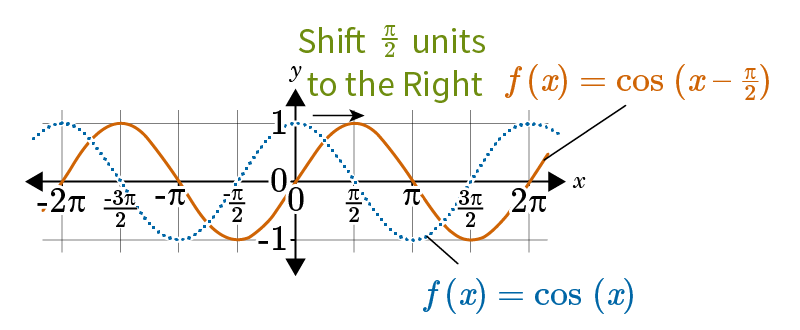 Shift π/2 units
to the Right
f(x) = cos (x − π/2)
y
1
0
x
-2π -3π/2 -π -π/2 0 π/2 π 3π/2 2π
-1
f(x) = cos (x)